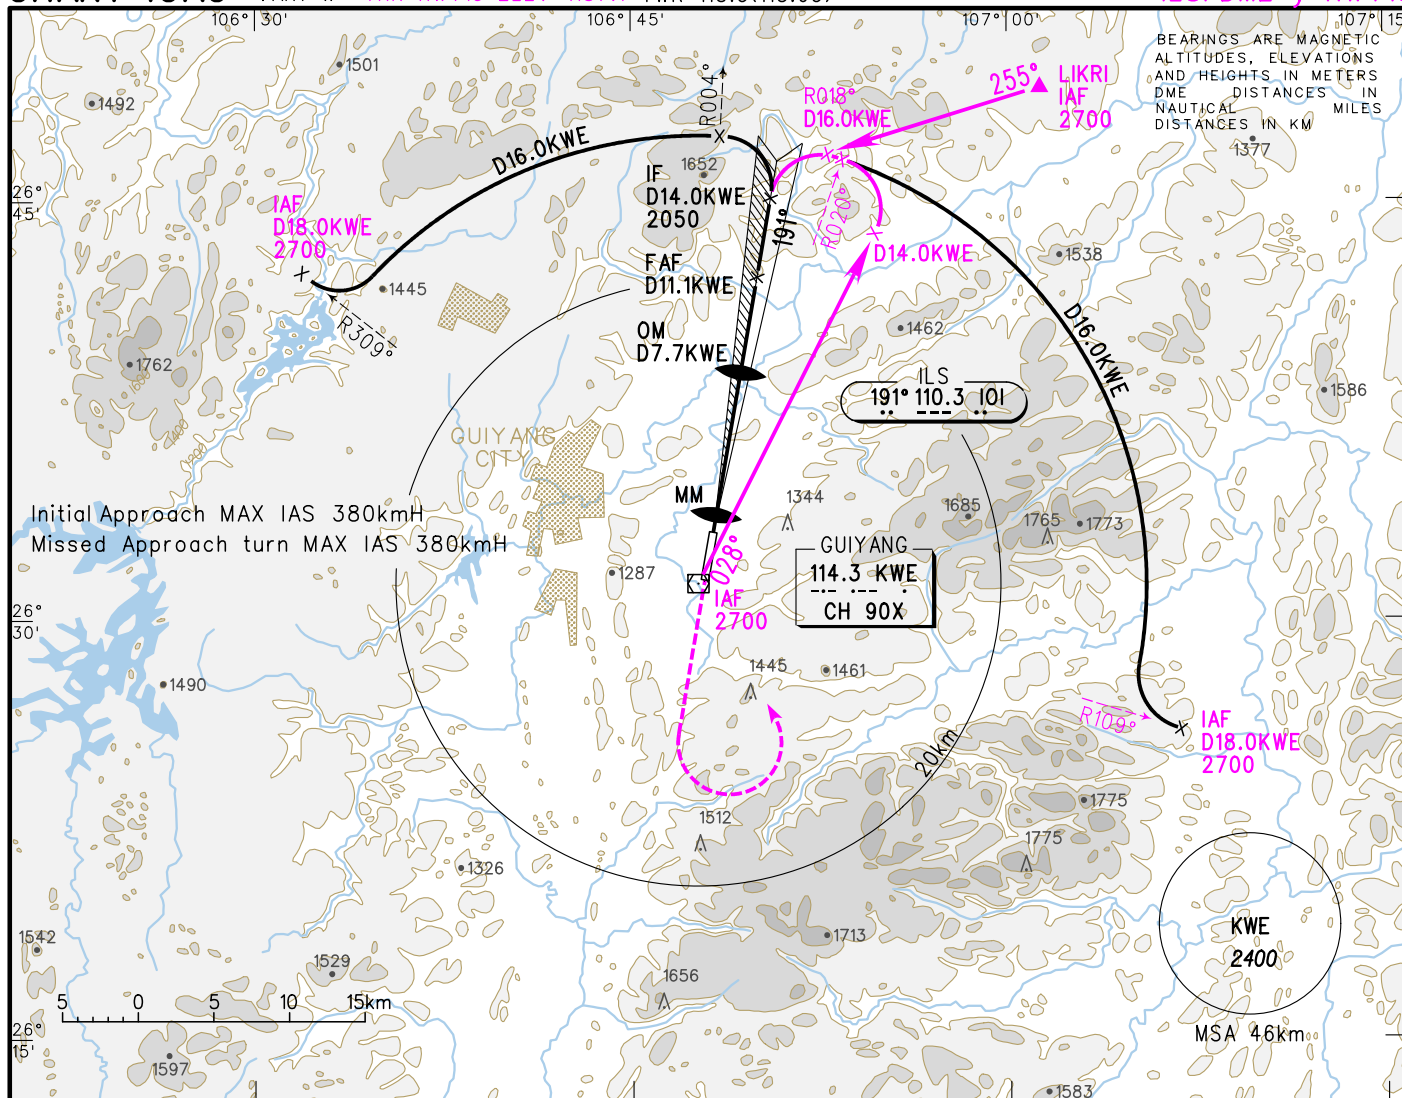 106° 30'
106° 45'
107° 00'
107° 15'
BEARINGS ARE MAGNETIC
ALTITUDES, ELEVATIONS
AND HEIGHTS IN METERS
DME DISTANCES IN
NAUTICAL MILES
DISTANCES IN KM
1501
1492
R004°
255°
LIKRI
IAF
2700
R018°
D16.0KWE
1377
D16.0KWE
1652
IF
D14.0KWE
2050
26°
45'
IAF
D18.0KWE
2700
191°
R020°
D14.0KWE
1538
FAF
D11.1KWE
1445
R309°
OM
D7.7KWE
1462
D16.0KWE
1762
1600
1400
1200
ILS
191° 110.3 IOI
1586
GUIYANG
CITY
MM
1344
1685
1765
1773
Initial Approach MAX IAS 380kmH
Missed Approach turn MAX IAS 380kmH
GUIYANG
114.3 KWE
CH 90X
1287
028°
IAF
2700
26°
30'
1445
1461
1490
R109°
IAF
D18.0KWE
2700
20km
1775
1512
1775
1326
KWE
2400
1542
1713
1529
1656
5 0 5 10 15km
26°
15'
MSA 46km
1597
1583